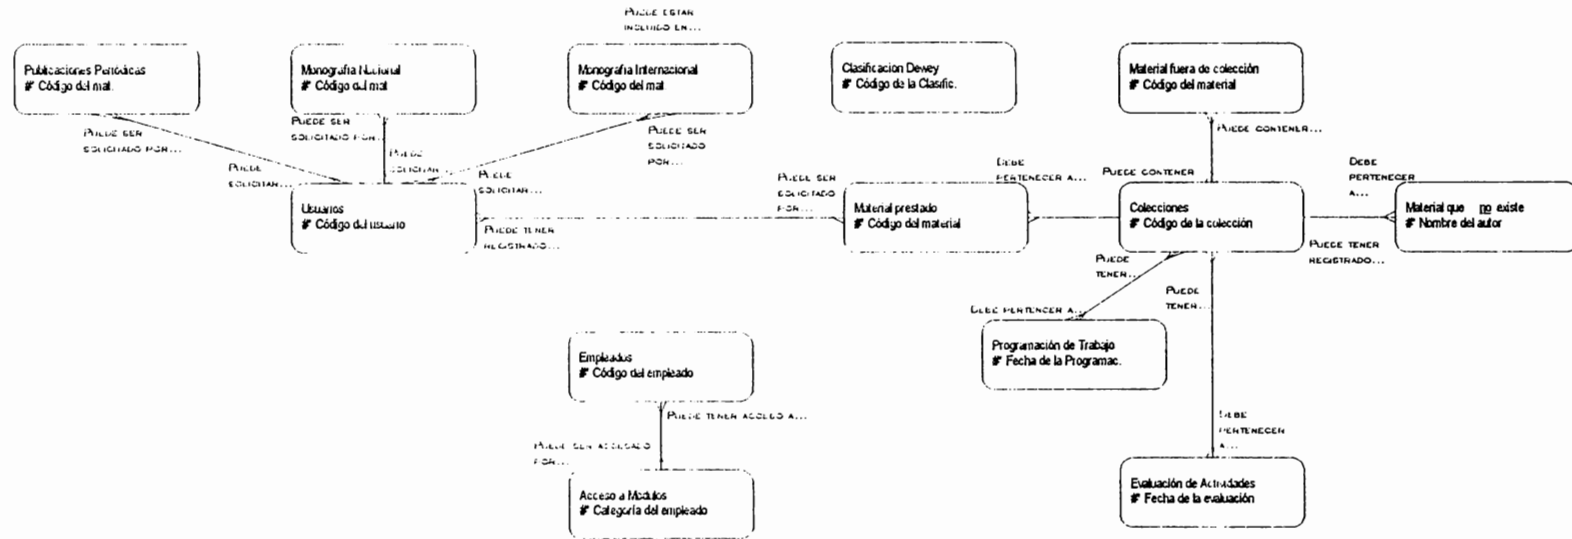 PUEDE ESTAR
INCLUIDO EN...
Publicaciones Periódicas
# Código del mat.
Monografía Nacional
# Código del mat
Monografía Internacional
# Código del mat
Clasificacion Dewey
# Código de la Clasific.
Material fuera de colección
# Código del material
PUEDE SER
SOLICITADO POR...
PUEDE SER
SOLICITADO POR...
PUEDE SER
SOLICITADO
POR...
PUEDE CONTENER...
PUEDE
SOLICITAR...
PUEDE
SOLICITAR...
PUEDE
SOLICITAR...
PUEDE SER
SOLICITADO
POR...
DEBE
PERTENECER A...
PUEDE CONTENER
DEBE
PERTENECER
A...
Usuarios
# Código del usuario
Material prestado
# Código del material
Colecciones
# Código de la colección
Material que no existe
# Nombre del autor
PUEDE TENER
REGISTRADO...
PUEDE TENER
REGISTRADO...
PUEDE
TENER...
PUEDE
TENER...
DEBE PERTENCER A...
Programación de Trabajo
# Fecha de la Programac.
Empleados
# Código del empleado
PUEDE TENER ACCESO A...
DEBE
PERTENECER
A...
PUEDE SER ACCESADO
POR...
Acceso a Modulos
# Categoría del empleado
Evaluación de Actividades
# Fecha de la evaluación